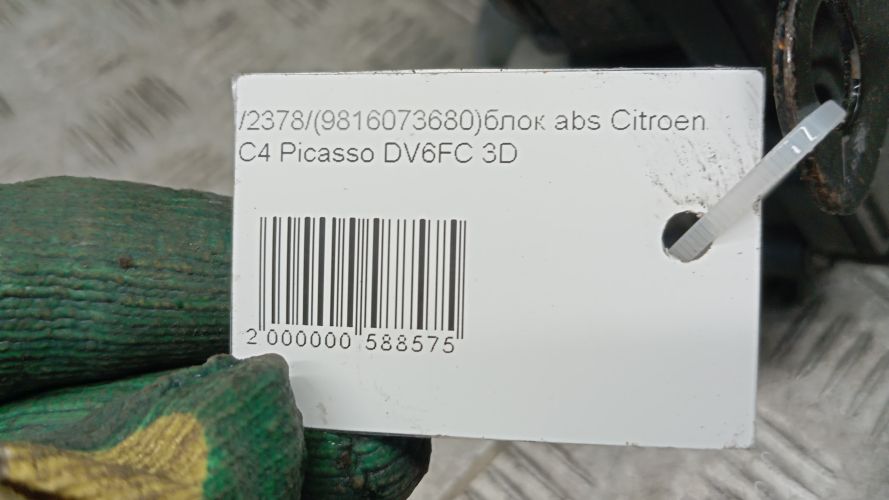 /2378/(9816073680)блок abs Citroen
C4 Picasso DV6FC 3D
2 000000 588575